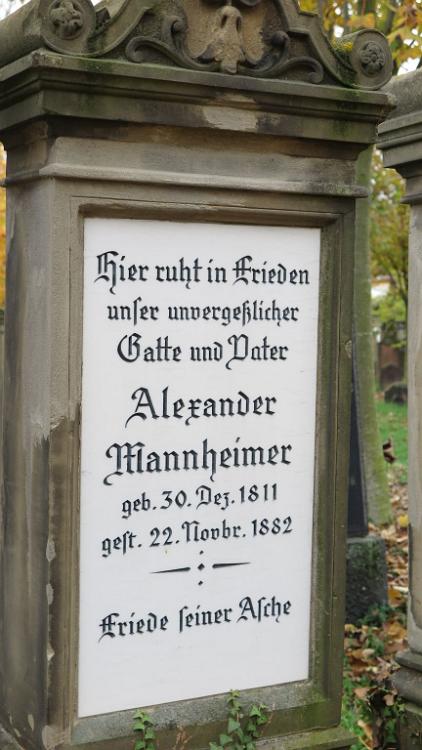 Hier ruht in Frieden
unſer unvergeßlicher
Gatte und Vater
Alexander
Mannheimer
geb. 30. Dez. 1811
geſt. 22. Novbr. 1882
Friede ſeiner Aſche